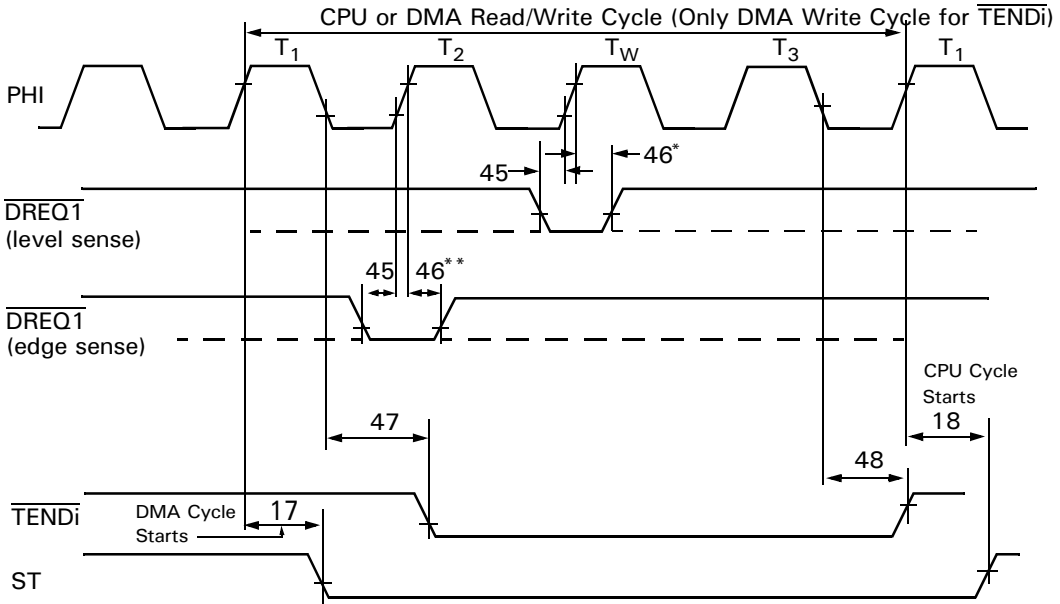 CPU or DMA Read/Write Cycle (Only DMA Write Cycle for TENDi)
T1 T2 TW T3 T1
PHI
45 46*
DREQ1
(level sense)
45 46**
DREQ1
(edge sense)
CPU Cycle
Starts
47 18
48
TENDi
DMA Cycle
Starts
17
ST